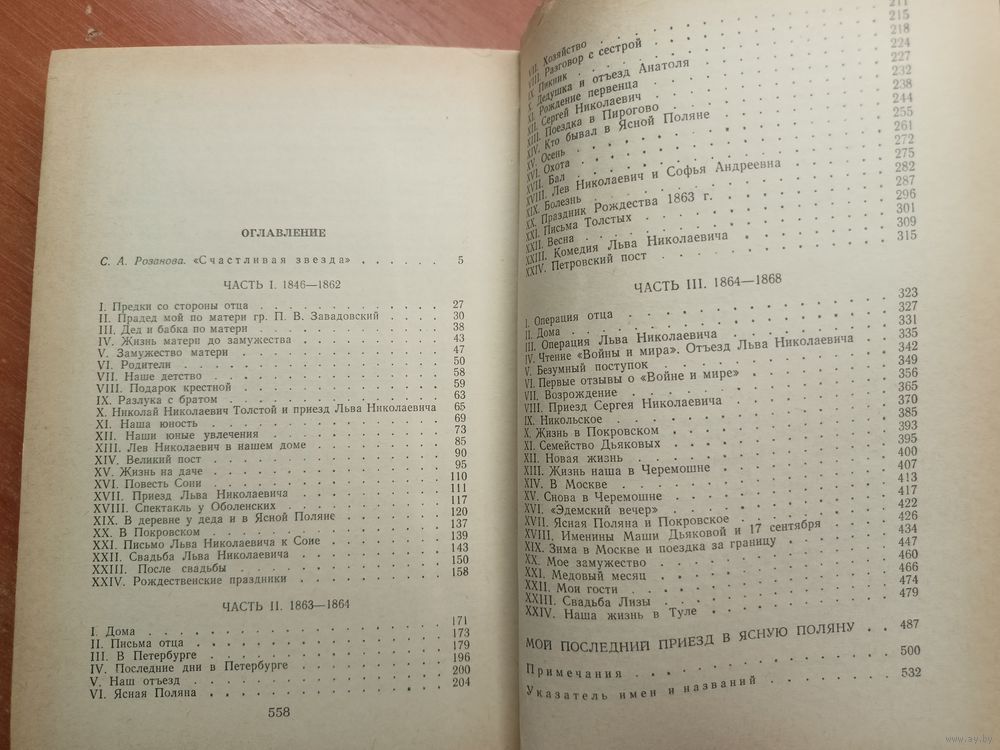 ОГЛАВЛЕНИЕ
С. А. Розанова. «Счастливая звезда» . . . . . . 5
ЧАСТЬ I. 1846—1862
I. Предки со стороны отца 27
II. Прадед мой по матери гр. П. В. Завадовский 30
III. Дед и бабка по матери 38
IV. Жизнь матери до замужества 43
V. Замужество матери 47
VI. Родители 50
VII. Наше детство 58
VIII. Подарок крестной 59
IX. Разлука с братом 63
X. Николай Николаевич Толстой и приезд Льва Николаевича 65
XI. Наша юность 69
XII. Наши юные увлечения 73
XIII. Лев Николаевич в нашем доме 85
XIV. Великий пост 90
XV. Жизнь на даче 95
XVI. Повесть Сони 110
XVII. Приезд Льва Николаевича 111
XVIII. Спектакль у Оболенских 117
XIX. В деревне у деда и в Ясной Поляне 120
XX. В Покровском 137
XXI. Письмо Льва Николаевича к Соне 139
XXII. Свадьба Льва Николаевича 143
XXIII. После свадьбы 150
XXIV. Рождественские праздники 158
ЧАСТЬ II. 1863—1864
I. Дома 171
II. Письма отца 173
III. В Петербурге 179
IV. Последние дни в Петербурге 196
V. Наш отъезд 200
VI. Ясная Поляна 204
558
VII. Хозяйство 211
VIII. Разговор с сестрой 215
IX. Пикник 218
X. Дедушка и отъезд Анатоля 224
XI. Рождение первенца 227
XII. Сергей Николаевич 232
XIII. Поездка в Пирогово 238
XIV. Кто бывал в Ясной Поляне 244
XV. Осень 255
XVI. Охота 261
XVII. Бал 272
XVIII. Лев Николаевич и Софья Андреевна 275
XIX. Болезнь 282
XX. Праздник Рождества 1863 г. 287
XXI. Письма Толстых 296
XXII. Весна 301
XXIII. Комедия Льва Николаевича 309
XXIV. Петровский пост 315
ЧАСТЬ III. 1864—1868
I. Операция отца 323
II. Дома 327
III. Операция Льва Николаевича 331
IV. Чтение «Войны и мира». Отъезд Льва Николаевича 335
V. Безумный поступок 342
VI. Первые отзывы о «Войне и мире» 349
VII. Возрождение 356
VIII. Приезд Сергея Николаевича 365
IX. Никольское 370
X. Жизнь в Покровском 385
XI. Семейство Дьяковых 393
XII. Новая жизнь 395
XIII. Жизнь наша в Черемошне 400
XIV. В Москве 407
XV. Снова в Черемошне 413
XVI. «Эдемский вечер» 417
XVII. Ясная Поляна и Покровское 422
XVIII. Именины Маши Дьяковой и 17 сентября 426
XIX. Зима в Москве и поездка за границу 434
XX. Мое замужество 447
XXI. Медовый месяц 460
XXII. Мои гости 466
XXIII. Свадьба Лизы 474
XXIV. Наша жизнь в Туле 479
МОЙ ПОСЛЕДНИЙ ПРИЕЗД В ЯСНУЮ ПОЛЯНУ . . 487
Примечания 500
Указатель имен и названий 532
www.ay.by